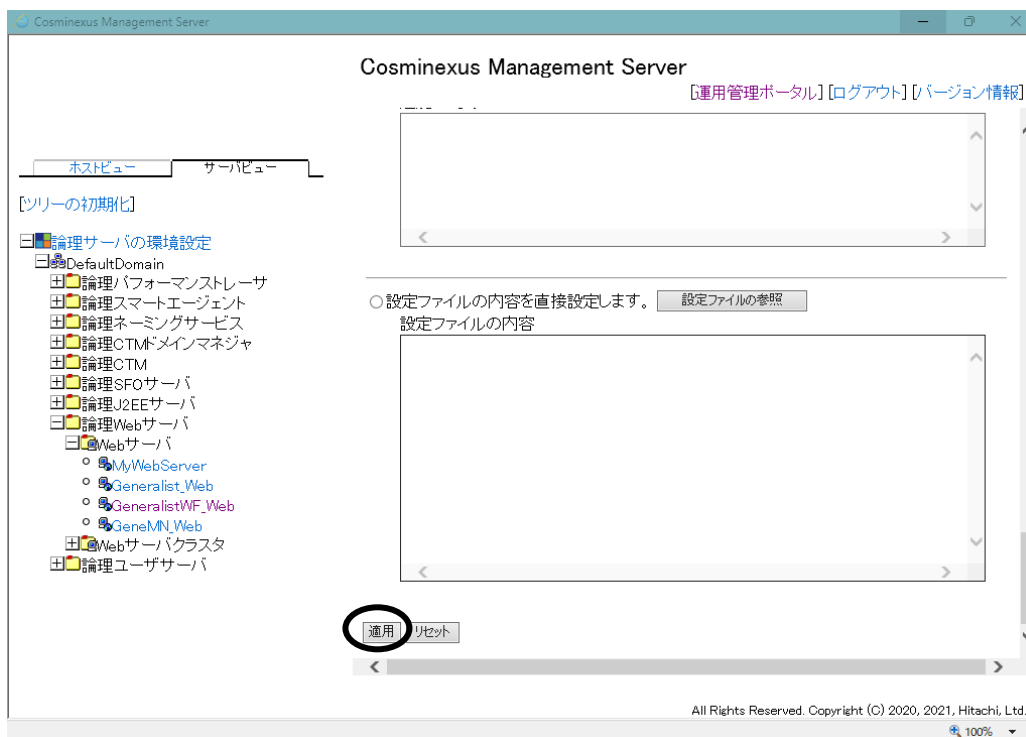 Cosminexus Management Server
Cosminexus Management Server
[運用管理ポータル] [ログアウト] [バージョン情報]
ホストビュー
サーバビュー
[ツリーの初期化]
論理サーバの環境設定
DefaultDomain
論理パフォーマンストレーサ
論理スマートエージェント
論理ネーミングサービス
論理CTMドメインマネジャ
論理CTM
論理SFOサーバ
論理J2EEサーバ
論理Webサーバ
Webサーバ
MyWebServer
Generalist_Web
GeneralistWF_Web
GeneMN_Web
Webサーバクラスタ
論理ユーザサーバ
設定ファイルの内容を直接設定します。 設定ファイルの参照
設定ファイルの内容
適用 リセット
All Rights Reserved. Copyright (C) 2020, 2021, Hitachi, Ltd.
100%